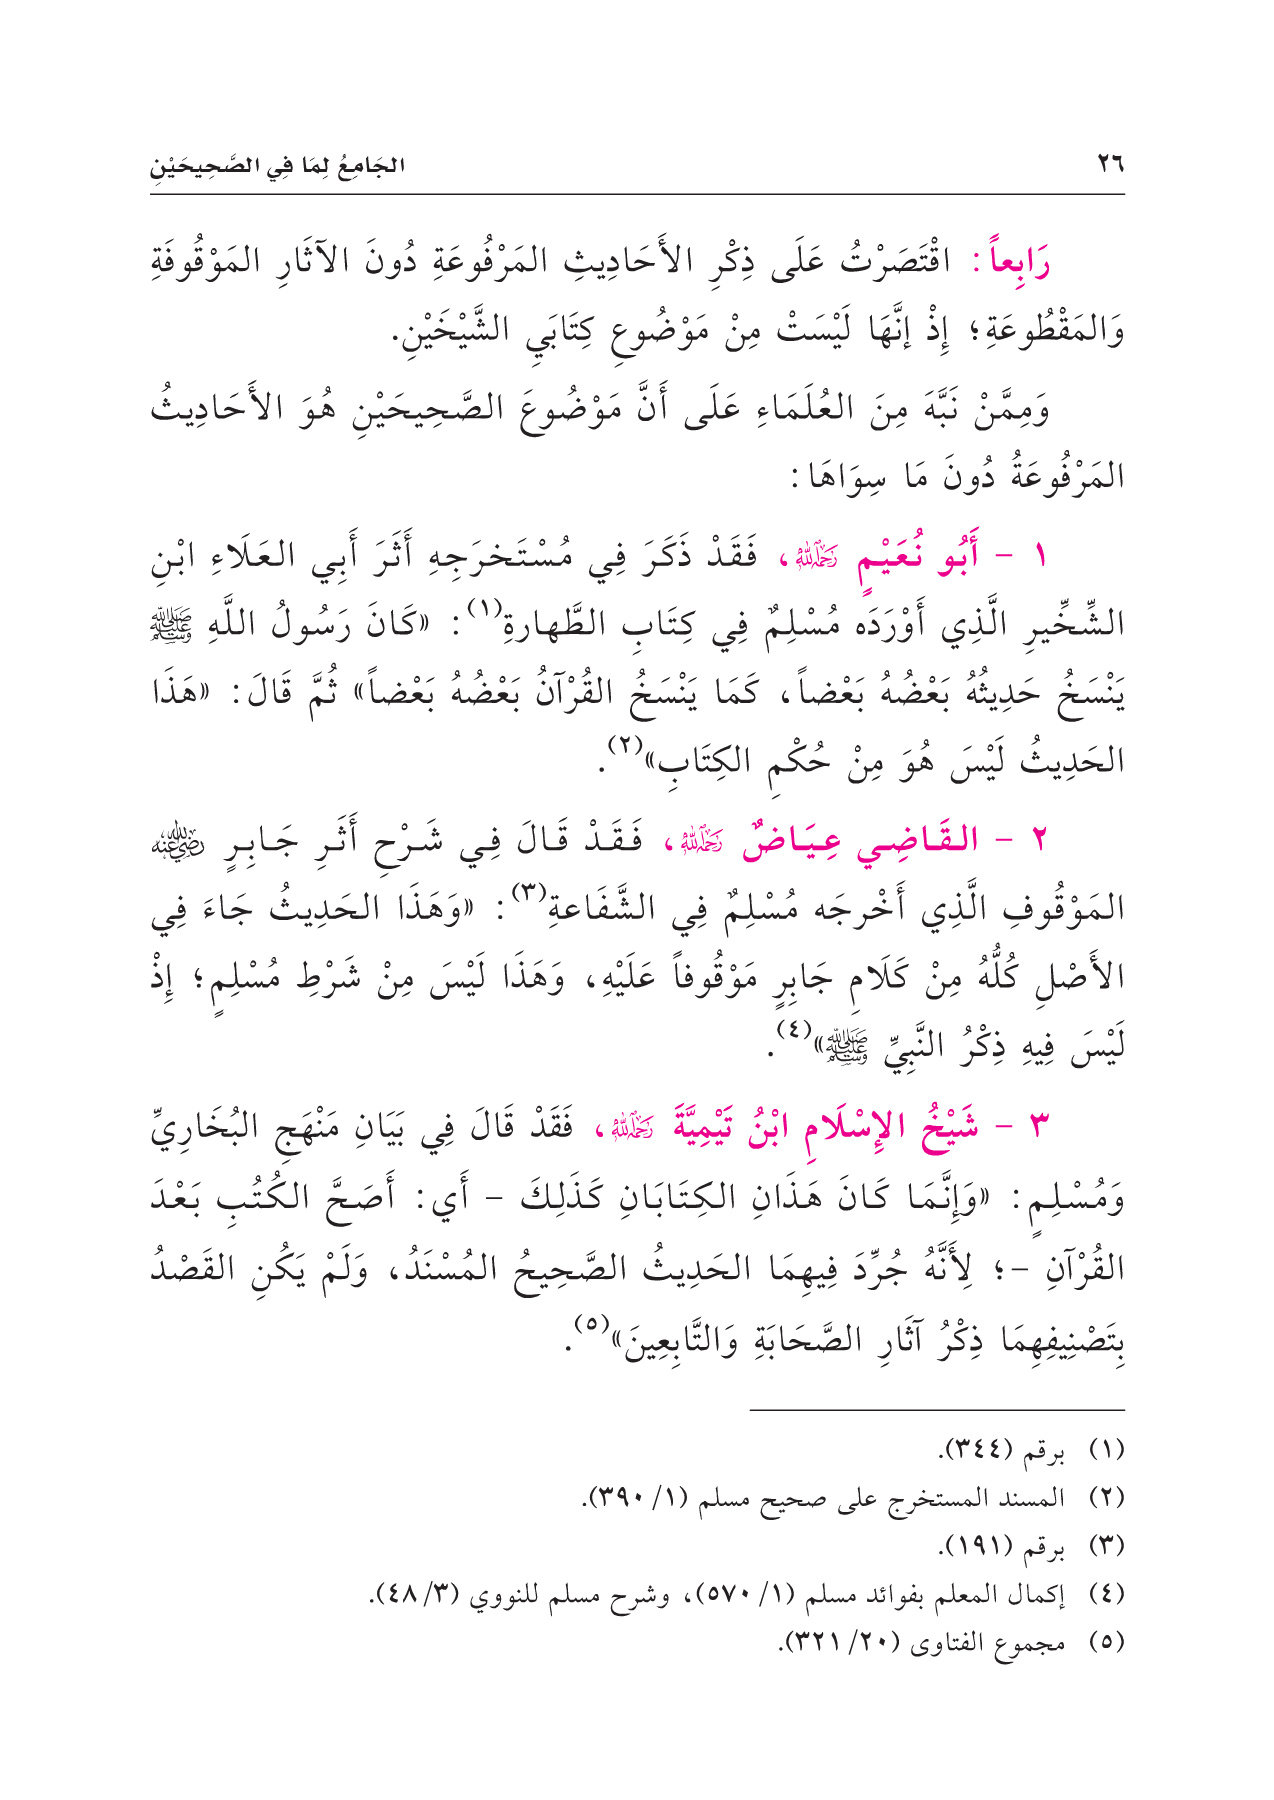 ٢٦
الجَامِعُ لِمَا فِي الصَّحِيحَيْنِ
رَابِعاً: اقْتَصَرْتُ عَلَى ذِكْرِ الأَحَادِيثِ المَرْفُوعَةِ دُونَ الآثَارِ المَوْقُوفَةِ
وَالمَقْطُوعَةِ؛ إِذْ إنَّهَا لَيْسَتْ مِنْ مَوْضُوعِ كِتَابَيِ الشَّيْخَيْنِ.
وَمِمَّنْ نَبَّهَ مِنَ العُلَمَاءِ عَلَى أَنَّ مَوْضُوعَ الصَّحِيحَيْنِ هُوَ الأَحَادِيثُ
المَرْفُوعَةُ دُونَ مَا سِوَاهَا:
١ - أَبُو نُعَيْمٍ رَحِمَهُ اللهُ، فَقَدْ ذَكَرَ فِي مُسْتَخرَجِهِ أَثَرَ أَبِي العَلَاءِ ابْنِ
الشِّخِّيرِ الَّذِي أَوْرَدَه مُسْلِمٌ فِي كِتَابِ الطَّهارةِ(١): «كَانَ رَسُولُ اللَّهِ ﷺ
يَنْسَخُ حَدِيثُهُ بَعْضُهُ بَعْضاً، كَمَا يَنْسَخُ القُرْآنُ بَعْضُهُ بَعْضاً» ثُمَّ قَالَ: «هَذَا
الحَدِيثُ لَيْسَ هُوَ مِنْ حُكْمِ الكِتَابِ»(٢).
٢ - القَاضِي عِيَاضٌ رَحِمَهُ اللهُ، فَقَدْ قَالَ فِي شَرْحِ أَثَرِ جَابِرٍ رَضِيَ اللهُ عَنْهُ
المَوْقُوفِ الَّذِي أَخْرجَه مُسْلِمٌ فِي الشَّفَاعةِ(٣): «وَهَذَا الحَدِيثُ جَاءَ فِي
الأَصْلِ كُلُّهُ مِنْ كَلَامِ جَابِرٍ مَوْقُوفاً عَلَيْهِ، وَهَذَا لَيْسَ مِنْ شَرْطِ مُسْلِمٍ؛ إِذْ
لَيْسَ فِيهِ ذِكْرُ النَّبِيِّ ﷺ»(٤).
٣ - شَيْخُ الإِسْلَامِ ابْنُ تَيْمِيَّةَ رَحِمَهُ اللهُ، فَقَدْ قَالَ فِي بَيَانِ مَنْهَجِ البُخَارِيِّ
وَمُسْلِمٍ: «وَإِنَّمَا كَانَ هَذَانِ الكِتَابَانِ كَذَلِكَ - أَي: أَصَحَّ الكُتُبِ بَعْدَ
القُرْآنِ -؛ لِأَنَّهُ جُرِّدَ فِيهِمَا الحَدِيثُ الصَّحِيحُ المُسْنَدُ، وَلَمْ يَكُنِ القَصْدُ
بِتَصْنِيفِهِمَا ذِكْرُ آثَارِ الصَّحَابَةِ وَالتَّابِعِينَ»(٥).
(١) برقم (٣٤٤).
(٢) المسند المستخرج على صحيح مسلم (١/ ٣٩٠).
(٣) برقم (١٩١).
(٤) إكمال المعلم بفوائد مسلم (١/ ٥٧٠)، وشرح مسلم للنووي (٣/ ٤٨).
(٥) مجموع الفتاوى (٢٠/ ٣٢١).